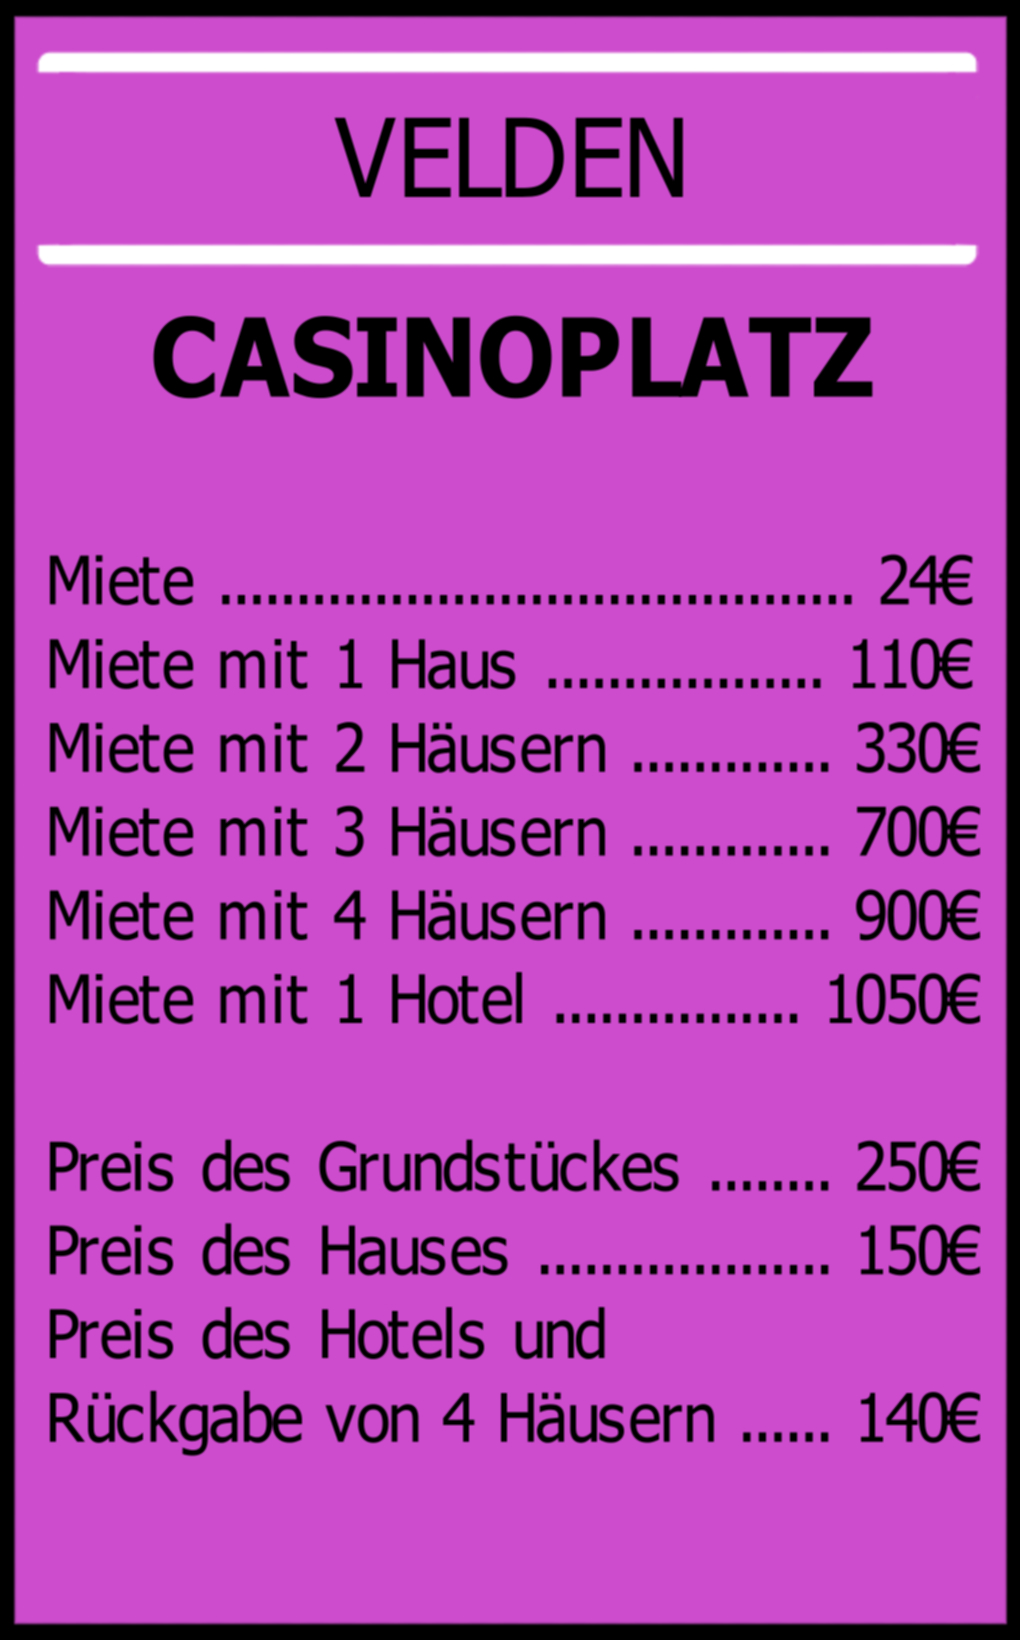 VELDEN
CASINOPLATZ
Miete ......................................... 24€
Miete mit 1 Haus .................. 110€
Miete mit 2 Häusern ............. 330€
Miete mit 3 Häusern ............. 700€
Miete mit 4 Häusern ............. 900€
Miete mit 1 Hotel ................ 1050€
Preis des Grundstückes ........ 250€
Preis des Hauses ................... 150€
Preis des Hotels und
Rückgabe von 4 Häusern ...... 140€